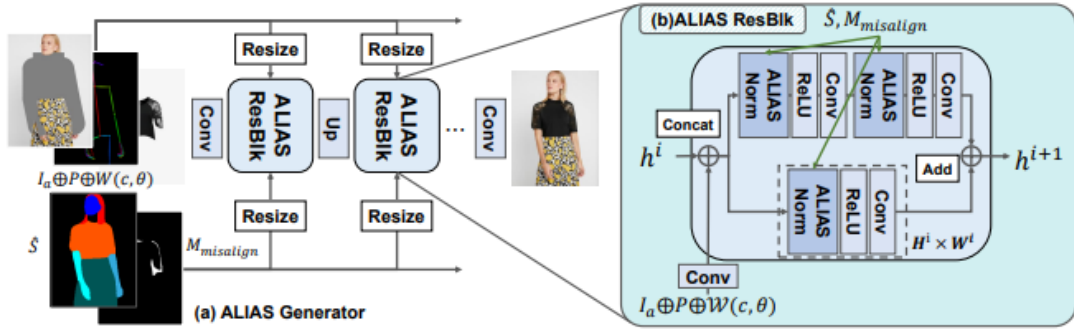 Resize
Resize
Conv
ALIAS
ResBlk
Up
ALIAS
ResBlk
...
Conv
I_a⊕P⊕W(c, θ)
Resize
Resize
Ŝ
M_misalign
(a) ALIAS Generator
(b)ALIAS ResBlk
Ŝ, M_misalign
ALIAS
Norm
ReLU
Conv
ALIAS
Norm
ReLU
Conv
Concat
h^i
Add
h^{i+1}
ALIAS
Norm
ReLU
Conv
H^i × W^i
Conv
I_a⊕P⊕𝒲(c, θ)